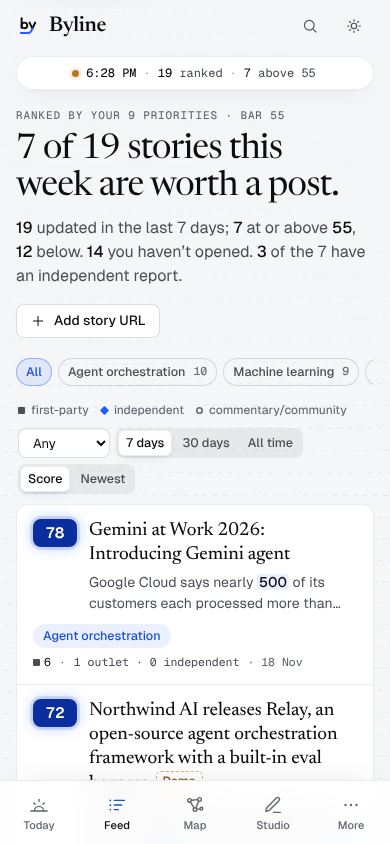 by Byline
6:28 PM · 19 ranked · 7 above 55
RANKED BY YOUR 9 PRIORITIES · BAR 55
7 of 19 stories this
week are worth a post.
19 updated in the last 7 days; 7 at or above 55,
12 below. 14 you haven’t opened. 3 of the 7 have
an independent report.
+ Add story URL
All Agent orchestration 10 Machine learning 9
first-party independent commentary/community
Any 7 days 30 days All time
Score Newest
78 Gemini at Work 2026:
Introducing Gemini agent
Google Cloud says nearly 500 of its
customers each processed more than…
Agent orchestration
6 · 1 outlet · 0 independent · 18 Nov
72 Northwind AI releases Relay, an
open-source agent orchestration
framework with a built-in eval
Today Feed Map Studio More